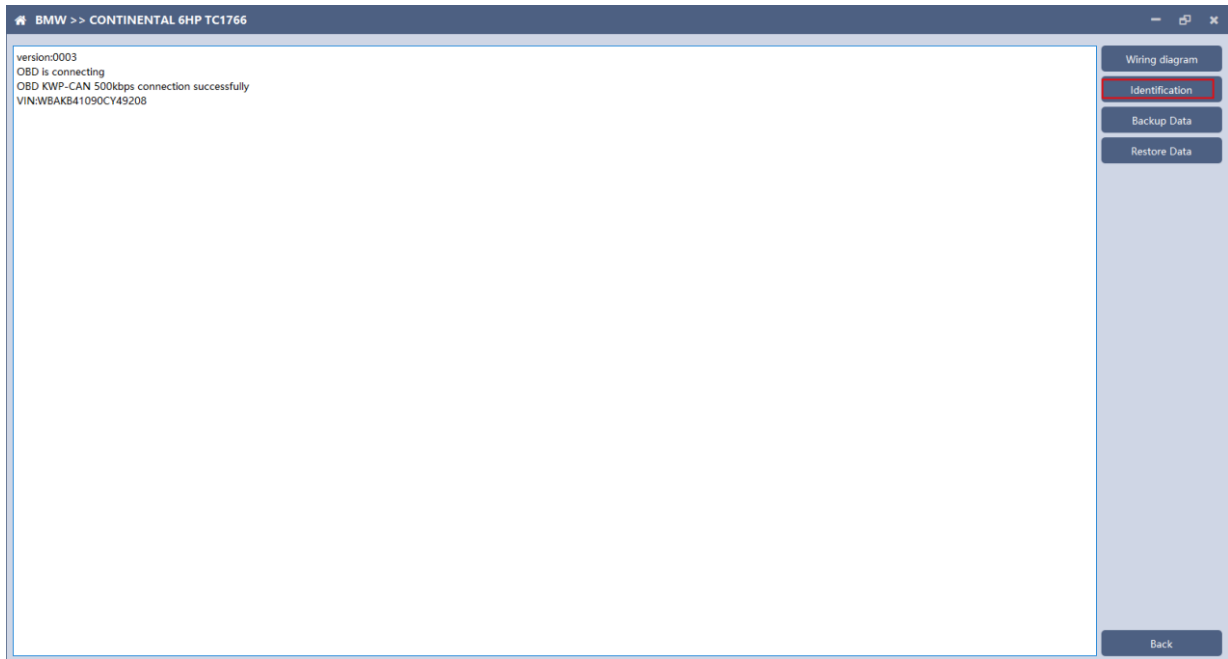 BMW >> CONTINENTAL 6HP TC1766
version:0003
OBD is connecting
OBD KWP-CAN 500kbps connection successfully
VIN:WBAKB41090CY49208
Wiring diagram
Identification
Backup Data
Restore Data
Back